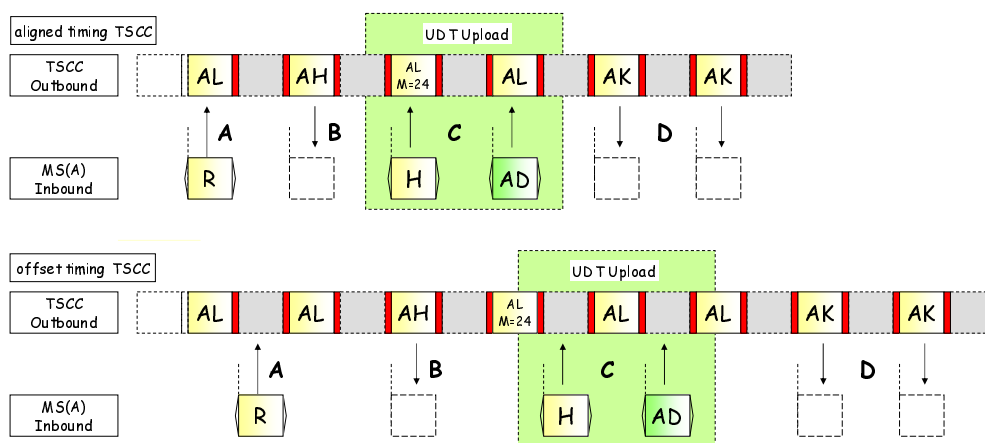 aligned timing TSCC
UDT Upload
TSCC
Outbound
AL
AH
AL
M=24
AL
AK
AK
A
B
C
D
MS(A)
Inbound
R
H
AD
offset timing TSCC
UDT Upload
TSCC
Outbound
AL
AL
AH
AL
M=24
AL
AL
AK
AK
A
B
C
D
MS(A)
Inbound
R
H
AD